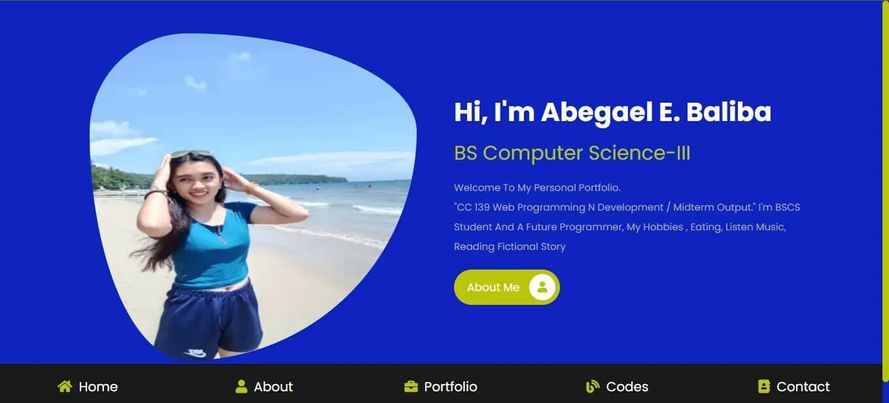 Hi, I'm Abegael E. Baliba
BS Computer Science-III
Welcome To My Personal Portfolio.
"CC 139 Web Programming N Development / Midterm Output." I'm BSCS
Student And A Future Programmer, My Hobbies , Eating, Listen Music,
Reading Fictional Story
About Me
Home
About
Portfolio
Codes
Contact